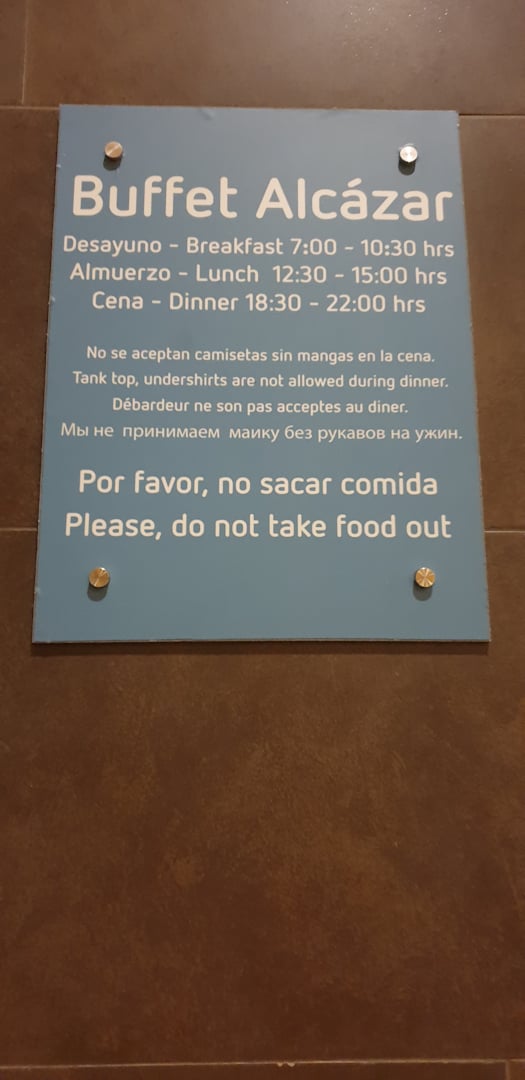 Buffet Alcázar
Desayuno - Breakfast 7:00 - 10:30 hrs
Almuerzo - Lunch 12:30 - 15:00 hrs
Cena - Dinner 18:30 - 22:00 hrs
No se aceptan camisetas sin mangas en la cena.
Tank top, undershirts are not allowed during dinner.
Débardeur ne son pas acceptes au diner.
Мы не принимаем маику без рукавов на ужин.
Por favor, no sacar comida
Please, do not take food out